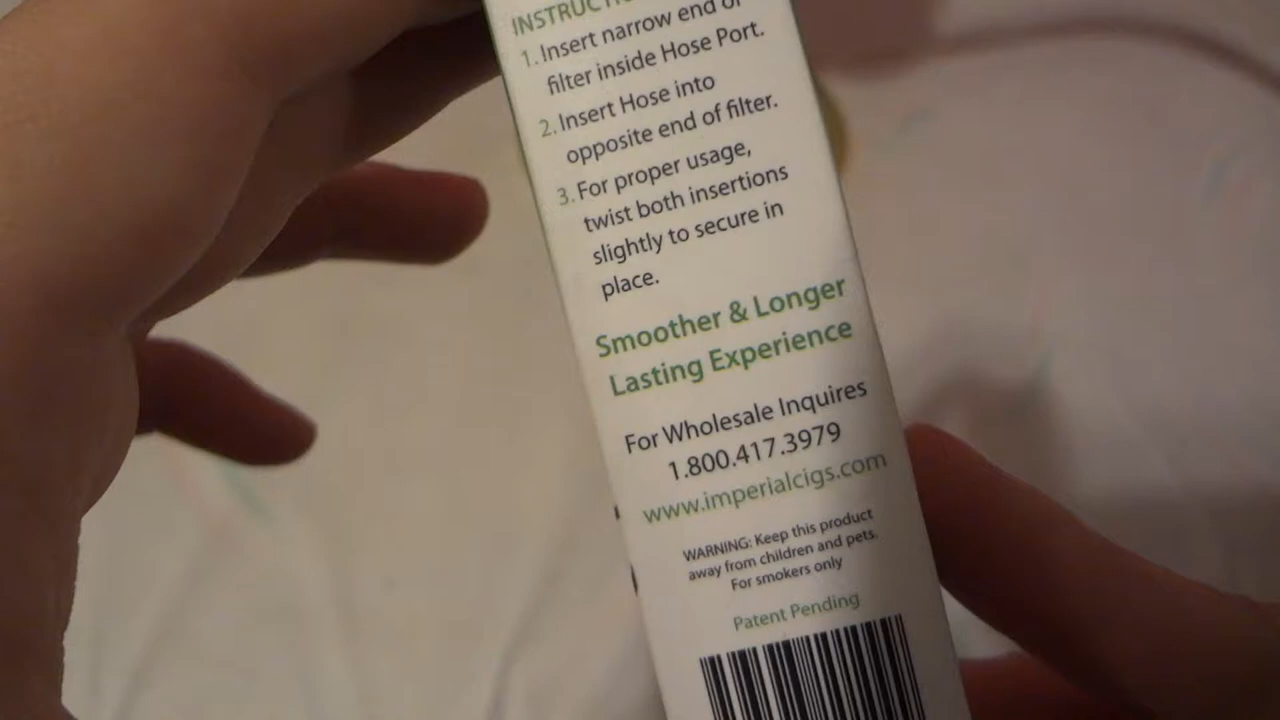 INSTRUCTIO
1. Insert narrow end of
filter inside Hose Port.
2. Insert Hose into
opposite end of filter.
3. For proper usage,
twist both insertions
slightly to secure in
place.
Smoother & Longer
Lasting Experience
For Wholesale Inquires
1.800.417.3979
www.imperialcigs.com
WARNING: Keep this product
away from children and pets.
For smokers only
Patent Pending